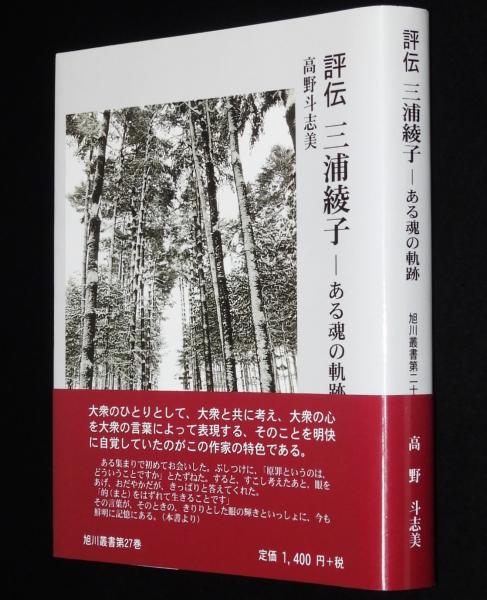 評伝 三浦綾子 ―ある魂の軌跡
高野斗志美
大衆のひとりとして、大衆と共に考え、大衆の心
を大衆の言葉によって表現する、そのことを明快
に自覚していたのがこの作家の特色である。
ある集まりで初めてお会いした。ぶしつけに、「原罪というのは、
どういうことですか」とたずねた。すると、すこし考えたあと、眼を
あげ、おだやかだが、きっぱりと答えてくれた。
「的(まと)をはずれて生きることです」
その言葉が、そのときの、きりりとした眼の輝きといっしょに、今も
鮮明に記憶にある。(本書より)
旭川叢書第27巻
定価 1,400 円+税
評伝 三浦綾子 ―ある魂の軌跡
旭川叢書第二十
高野 斗志美